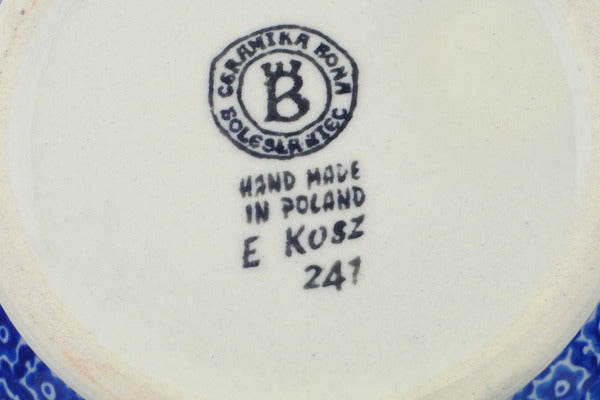 CERAMIKA BONA
B
BOLESŁAWIEC
HAND MADE
IN POLAND
E KOSZ
241